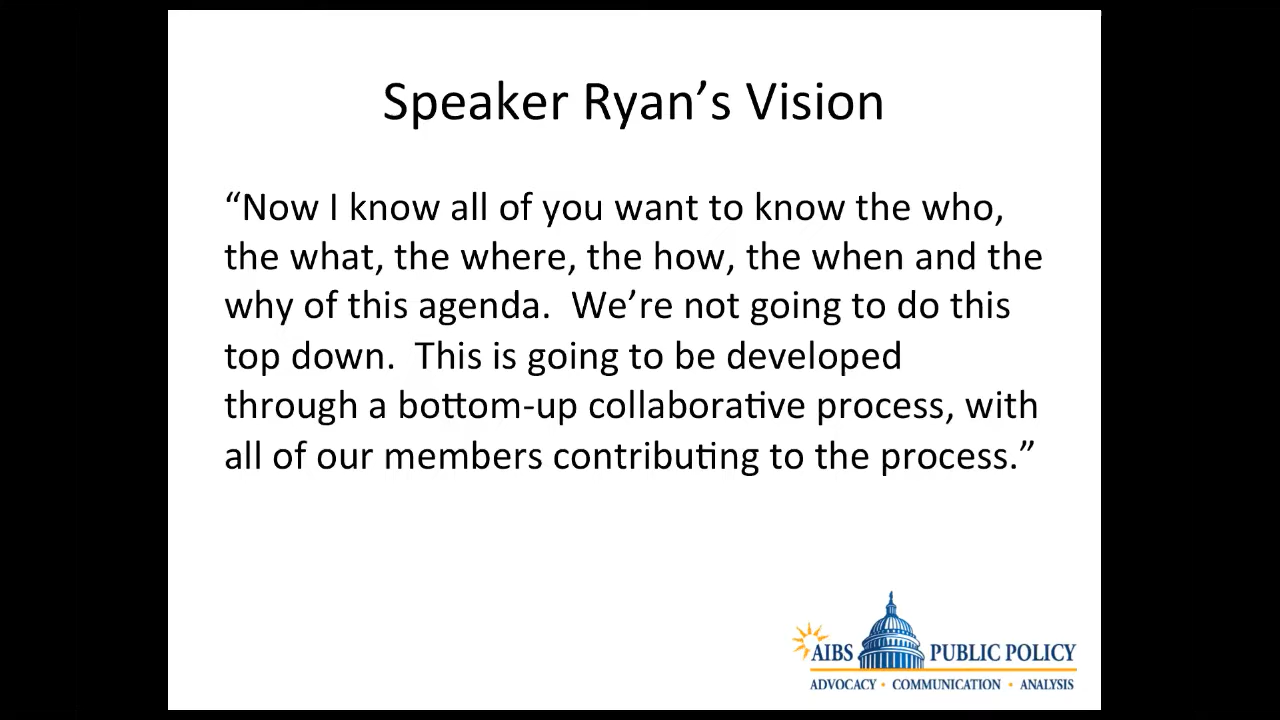 Speaker Ryan’s Vision
“Now I know all of you want to know the who,
the what, the where, the how, the when and the
why of this agenda.  We’re not going to do this
top down.  This is going to be developed
through a bottom-up collaborative process, with
all of our members contributing to the process.”
AIBS PUBLIC POLICY
ADVOCACY • COMMUNICATION • ANALYSIS